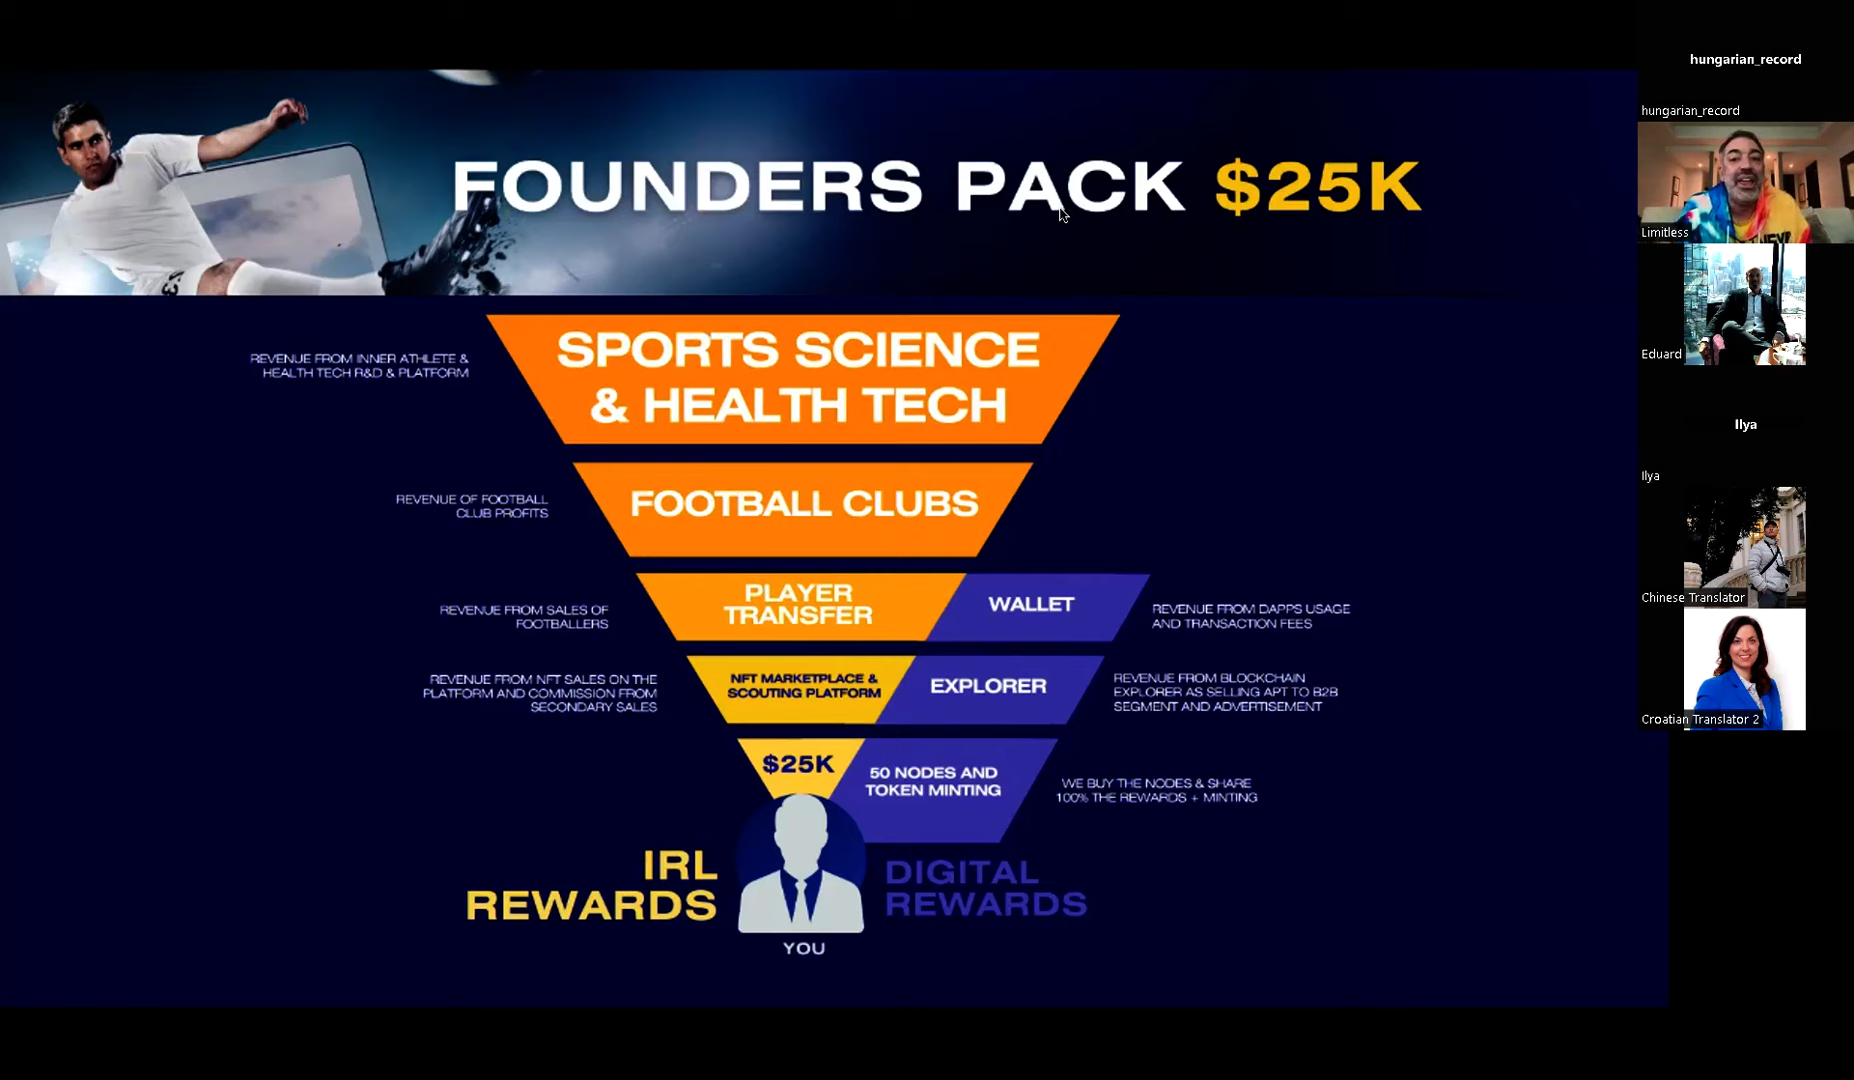 FOUNDERS PACK $25K
REVENUE FROM INNER ATHLETE &
HEALTH TECH R&D & PLATFORM
SPORTS SCIENCE
& HEALTH TECH
REVENUE OF FOOTBALL
CLUB PROFITS
FOOTBALL CLUBS
REVENUE FROM SALES OF
FOOTBALLERS
PLAYER
TRANSFER
WALLET
REVENUE FROM DAPPS USAGE
AND TRANSACTION FEES
REVENUE FROM NFT SALES ON THE
PLATFORM AND COMMISSION FROM
SECONDARY SALES
NFT MARKETPLACE &
SCOUTING PLATFORM
EXPLORER
REVENUE FROM BLOCKCHAIN
EXPLORER AS SELLING APT TO B2B
SEGMENT AND ADVERTISEMENT
$25K
50 NODES AND
TOKEN MINTING
WE BUY THE NODES & SHARE
100% THE REWARDS + MINTING
IRL
REWARDS
DIGITAL
REWARDS
YOU
hungarian_record
hungarian_record
Limitless
Eduard
Ilya
Ilya
Chinese Translator
Croatian Translator 2